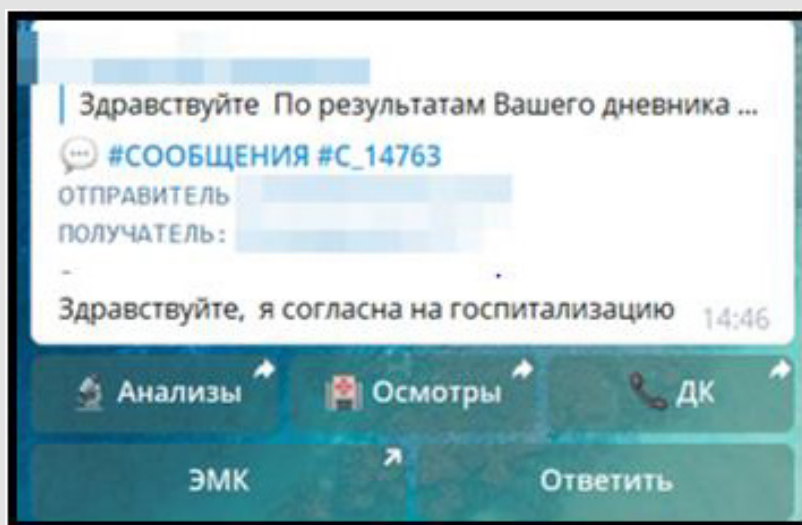 Здравствуйте По результатам Вашего дневника ...
#СООБЩЕНИЯ #C_14763
ОТПРАВИТЕЛЬ
ПОЛУЧАТЕЛЬ:
-
Здравствуйте, я согласна на госпитализацию 14:46
Анализы Осмотры ДК
ЭМК Ответить